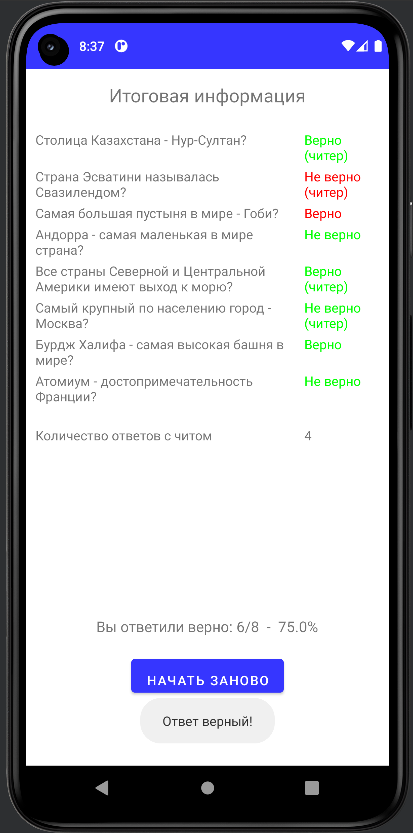 8:37
Итоговая информация
Столица Казахстана - Нур-Султан? Верно
(читер)
Страна Эсватини называлась Не верно
Свазилендом? (читер)
Самая большая пустыня в мире - Гоби? Верно
Андорра - самая маленькая в мире Не верно
страна?
Все страны Северной и Центральной Верно
Америки имеют выход к морю? (читер)
Самый крупный по населению город - Не верно
Москва? (читер)
Бурдж Халифа - самая высокая башня в Верно
мире?
Атомиум - достопримечательность Не верно
Франции?
Количество ответов с читом 4
Вы ответили верно: 6/8 - 75.0%
НАЧАТЬ ЗАНОВО
Ответ верный!